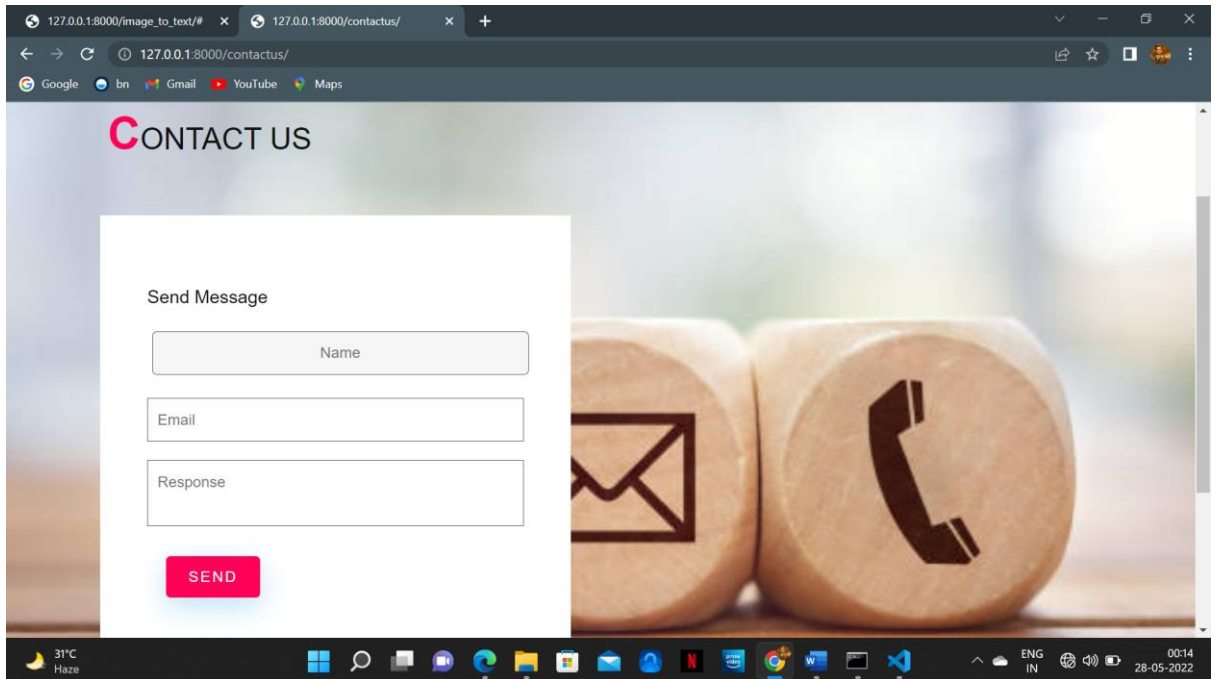 127.0.0.1:8000/image_to_text/# 127.0.0.1:8000/contactus/
127.0.0.1:8000/contactus/
Google bn Gmail YouTube Maps
CONTACT US
Send Message
Name
Email
Response
SEND
31°C
Haze
prime video
ENG
IN
00:14
28-05-2022